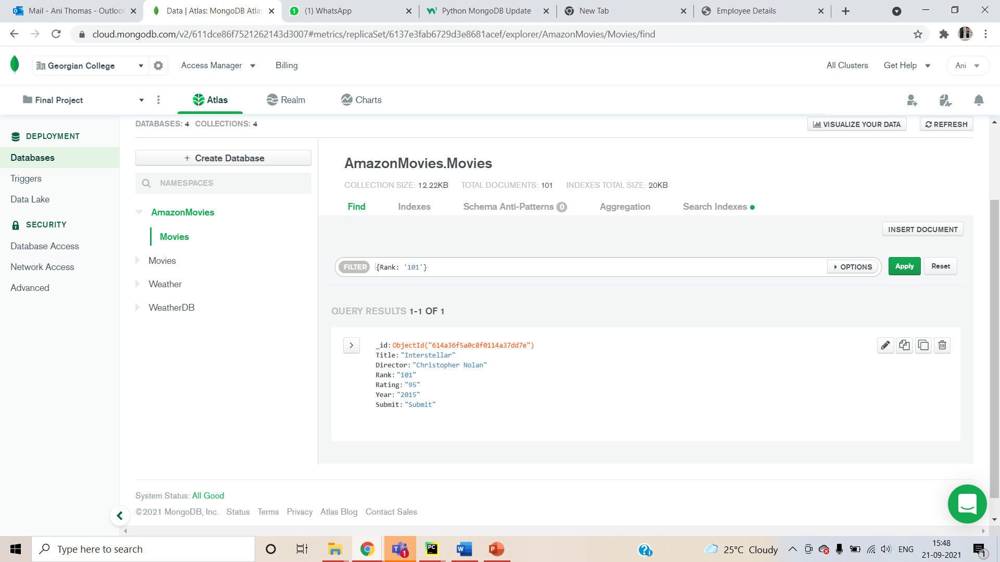 Mail - Ani Thomas - Outlook
Data | Atlas: MongoDB Atlas
(1) WhatsApp
Python MongoDB Update
New Tab
Employee Details
cloud.mongodb.com/v2/611dce86f7521262143d3007#metrics/replicaSet/6137e3fab6729d3e8681acef/explorer/AmazonMovies/Movies/find
Georgian College
Access Manager
Billing
All Clusters
Get Help
Ani
Final Project
Atlas
Realm
Charts
DATABASES: 4 COLLECTIONS: 4
VISUALIZE YOUR DATA
REFRESH
DEPLOYMENT
Databases
Triggers
Data Lake
SECURITY
Database Access
Network Access
Advanced
+ Create Database
NAMESPACES
AmazonMovies
Movies
Movies
Weather
WeatherDB
AmazonMovies.Movies
COLLECTION SIZE: 12.22KB TOTAL DOCUMENTS: 101 INDEXES TOTAL SIZE: 20KB
Find
Indexes
Schema Anti-Patterns 0
Aggregation
Search Indexes
INSERT DOCUMENT
FILTER {Rank: '101'}
OPTIONS
Apply
Reset
QUERY RESULTS 1-1 OF 1
_id: ObjectId("614a36f5a0c8f0114a37dd7e")
Title: "Interstellar"
Director: "Christopher Nolan"
Rank: "101"
Rating: "95"
Year: "2015"
Submit: "Submit"
System Status: All Good
©2021 MongoDB, Inc. Status Terms Privacy Atlas Blog Contact Sales
Type here to search
25°C Cloudy
ENG
15:48
21-09-2021
1